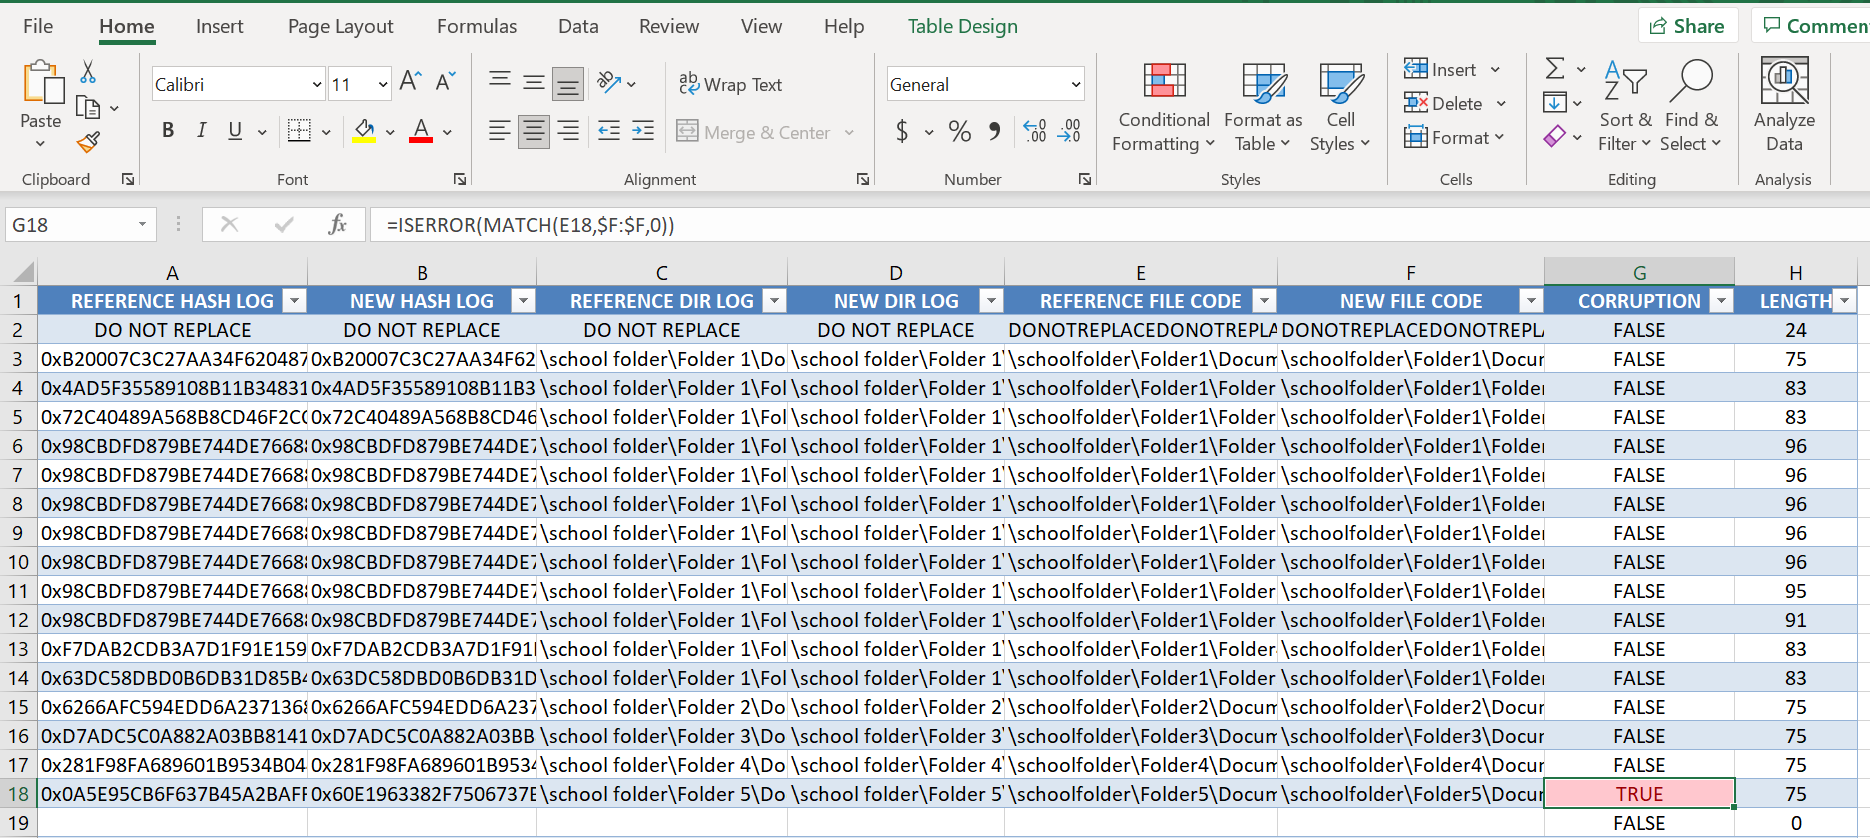 File Home Insert Page Layout Formulas Data Review View Help Table Design Share Commen
Calibri 11 Wrap Text General Insert
Delete
Paste B I U Merge & Center $ % Conditional Formatting Format as Table Cell Styles Format Sort & Filter Find & Select Analyze Data
Clipboard Font Alignment Number Styles Cells Editing Analysis
G18 fx =ISERROR(MATCH(E18,$F:$F,0))
A B C D E F G H
1 REFERENCE HASH LOG NEW HASH LOG REFERENCE DIR LOG NEW DIR LOG REFERENCE FILE CODE NEW FILE CODE CORRUPTION LENGTH
2 DO NOT REPLACE DO NOT REPLACE DO NOT REPLACE DO NOT REPLACE DONOTREPLACEDONOTREPLA DONOTREPLACEDONOTREPL FALSE 24
3 0xB20007C3C27AA34F620487 0xB20007C3C27AA34F62 \school folder\Folder 1\Do \school folder\Folder 1\ \schoolfolder\Folder1\Docum \schoolfolder\Folder1\Docur FALSE 75
4 0x4AD5F35589108B11B34831 0x4AD5F35589108B11B3 \school folder\Folder 1\Fol \school folder\Folder 1\ \schoolfolder\Folder1\Folder \schoolfolder\Folder1\Folde FALSE 83
5 0x72C40489A568B8CD46F2C 0x72C40489A568B8CD46 \school folder\Folder 1\Fol \school folder\Folder 1\ \schoolfolder\Folder1\Folder \schoolfolder\Folder1\Folde FALSE 83
6 0x98CBDFD879BE744DE7668 0x98CBDFD879BE744DE7 \school folder\Folder 1\Fol \school folder\Folder 1\ \schoolfolder\Folder1\Folder \schoolfolder\Folder1\Folde FALSE 96
7 0x98CBDFD879BE744DE7668 0x98CBDFD879BE744DE7 \school folder\Folder 1\Fol \school folder\Folder 1\ \schoolfolder\Folder1\Folder \schoolfolder\Folder1\Folde FALSE 96
8 0x98CBDFD879BE744DE7668 0x98CBDFD879BE744DE7 \school folder\Folder 1\Fol \school folder\Folder 1\ \schoolfolder\Folder1\Folder \schoolfolder\Folder1\Folde FALSE 96
9 0x98CBDFD879BE744DE7668 0x98CBDFD879BE744DE7 \school folder\Folder 1\Fol \school folder\Folder 1\ \schoolfolder\Folder1\Folder \schoolfolder\Folder1\Folde FALSE 96
10 0x98CBDFD879BE744DE7668 0x98CBDFD879BE744DE7 \school folder\Folder 1\Fol \school folder\Folder 1\ \schoolfolder\Folder1\Folder \schoolfolder\Folder1\Folde FALSE 96
11 0x98CBDFD879BE744DE7668 0x98CBDFD879BE744DE7 \school folder\Folder 1\Fol \school folder\Folder 1\ \schoolfolder\Folder1\Folder \schoolfolder\Folder1\Folde FALSE 95
12 0x98CBDFD879BE744DE7668 0x98CBDFD879BE744DE7 \school folder\Folder 1\Fol \school folder\Folder 1\ \schoolfolder\Folder1\Folder \schoolfolder\Folder1\Folde FALSE 91
13 0xF7DAB2CDB3A7D1F91E159 0xF7DAB2CDB3A7D1F91 \school folder\Folder 1\Fol \school folder\Folder 1\ \schoolfolder\Folder1\Folder \schoolfolder\Folder1\Folde FALSE 83
14 0x63DC58DBD0B6DB31D85B4 0x63DC58DBD0B6DB31D \school folder\Folder 1\Fol \school folder\Folder 1\ \schoolfolder\Folder1\Folder \schoolfolder\Folder1\Folde FALSE 83
15 0x6266AFC594EDD6A2371368 0x6266AFC594EDD6A237 \school folder\Folder 2\Do \school folder\Folder 2\ \schoolfolder\Folder2\Docum \schoolfolder\Folder2\Docur FALSE 75
16 0xD7ADC5C0A882A03BB8141 0xD7ADC5C0A882A03BB \school folder\Folder 3\Do \school folder\Folder 3\ \schoolfolder\Folder3\Docum \schoolfolder\Folder3\Docur FALSE 75
17 0x281F98FA689601B9534B04 0x281F98FA689601B9534 \school folder\Folder 4\Do \school folder\Folder 4\ \schoolfolder\Folder4\Docum \schoolfolder\Folder4\Docur FALSE 75
18 0x0A5E95CB6F637B45A2BAFF 0x60E1963382F7506737E \school folder\Folder 5\Do \school folder\Folder 5\ \schoolfolder\Folder5\Docum \schoolfolder\Folder5\Docur TRUE 75
19 FALSE 0